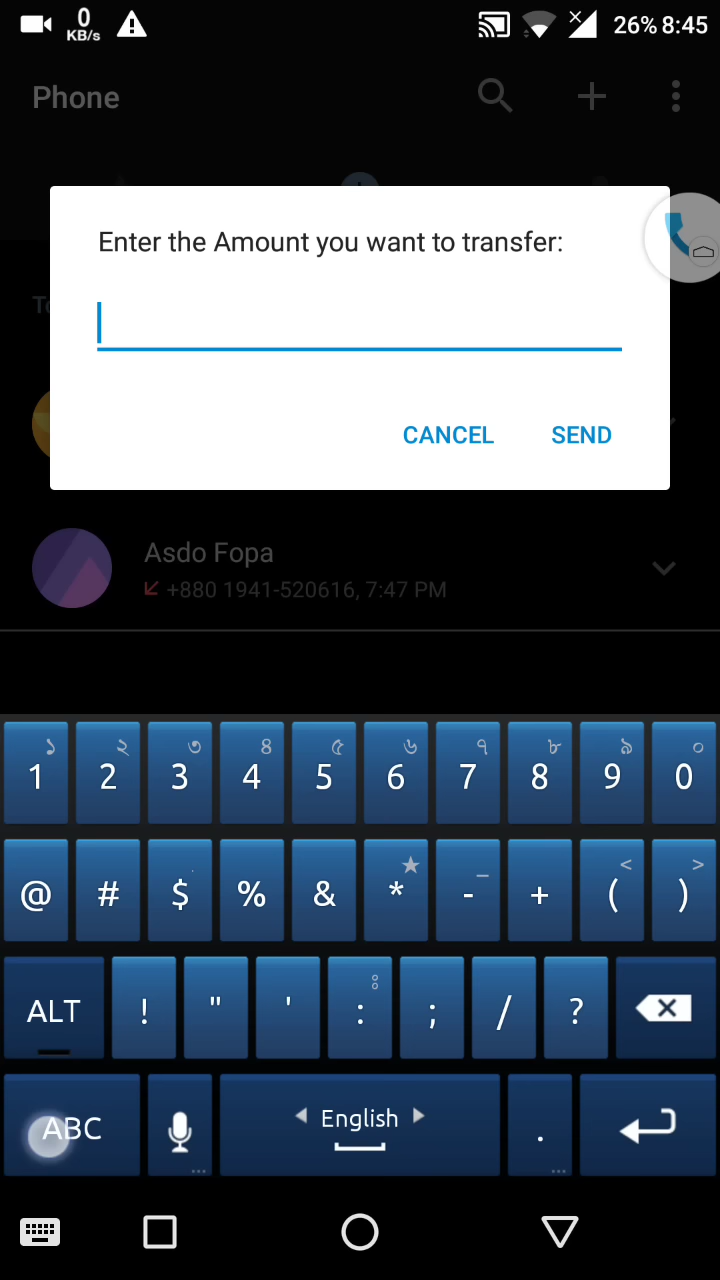 0 KB/s 26% 8:45
Phone
Enter the Amount you want to transfer:
To
CANCEL SEND
Asdo Fopa
+880 1941-520616, 7:47 PM
১ ২ ৩ ৪ ৫ ৬ ৭ ৮ ৯ ০
1 2 3 4 5 6 7 8 9 0
★ _ < >
@ # $ % & * - + ( )
ALT ! " ' : ; / ?
ABC English .
... ...